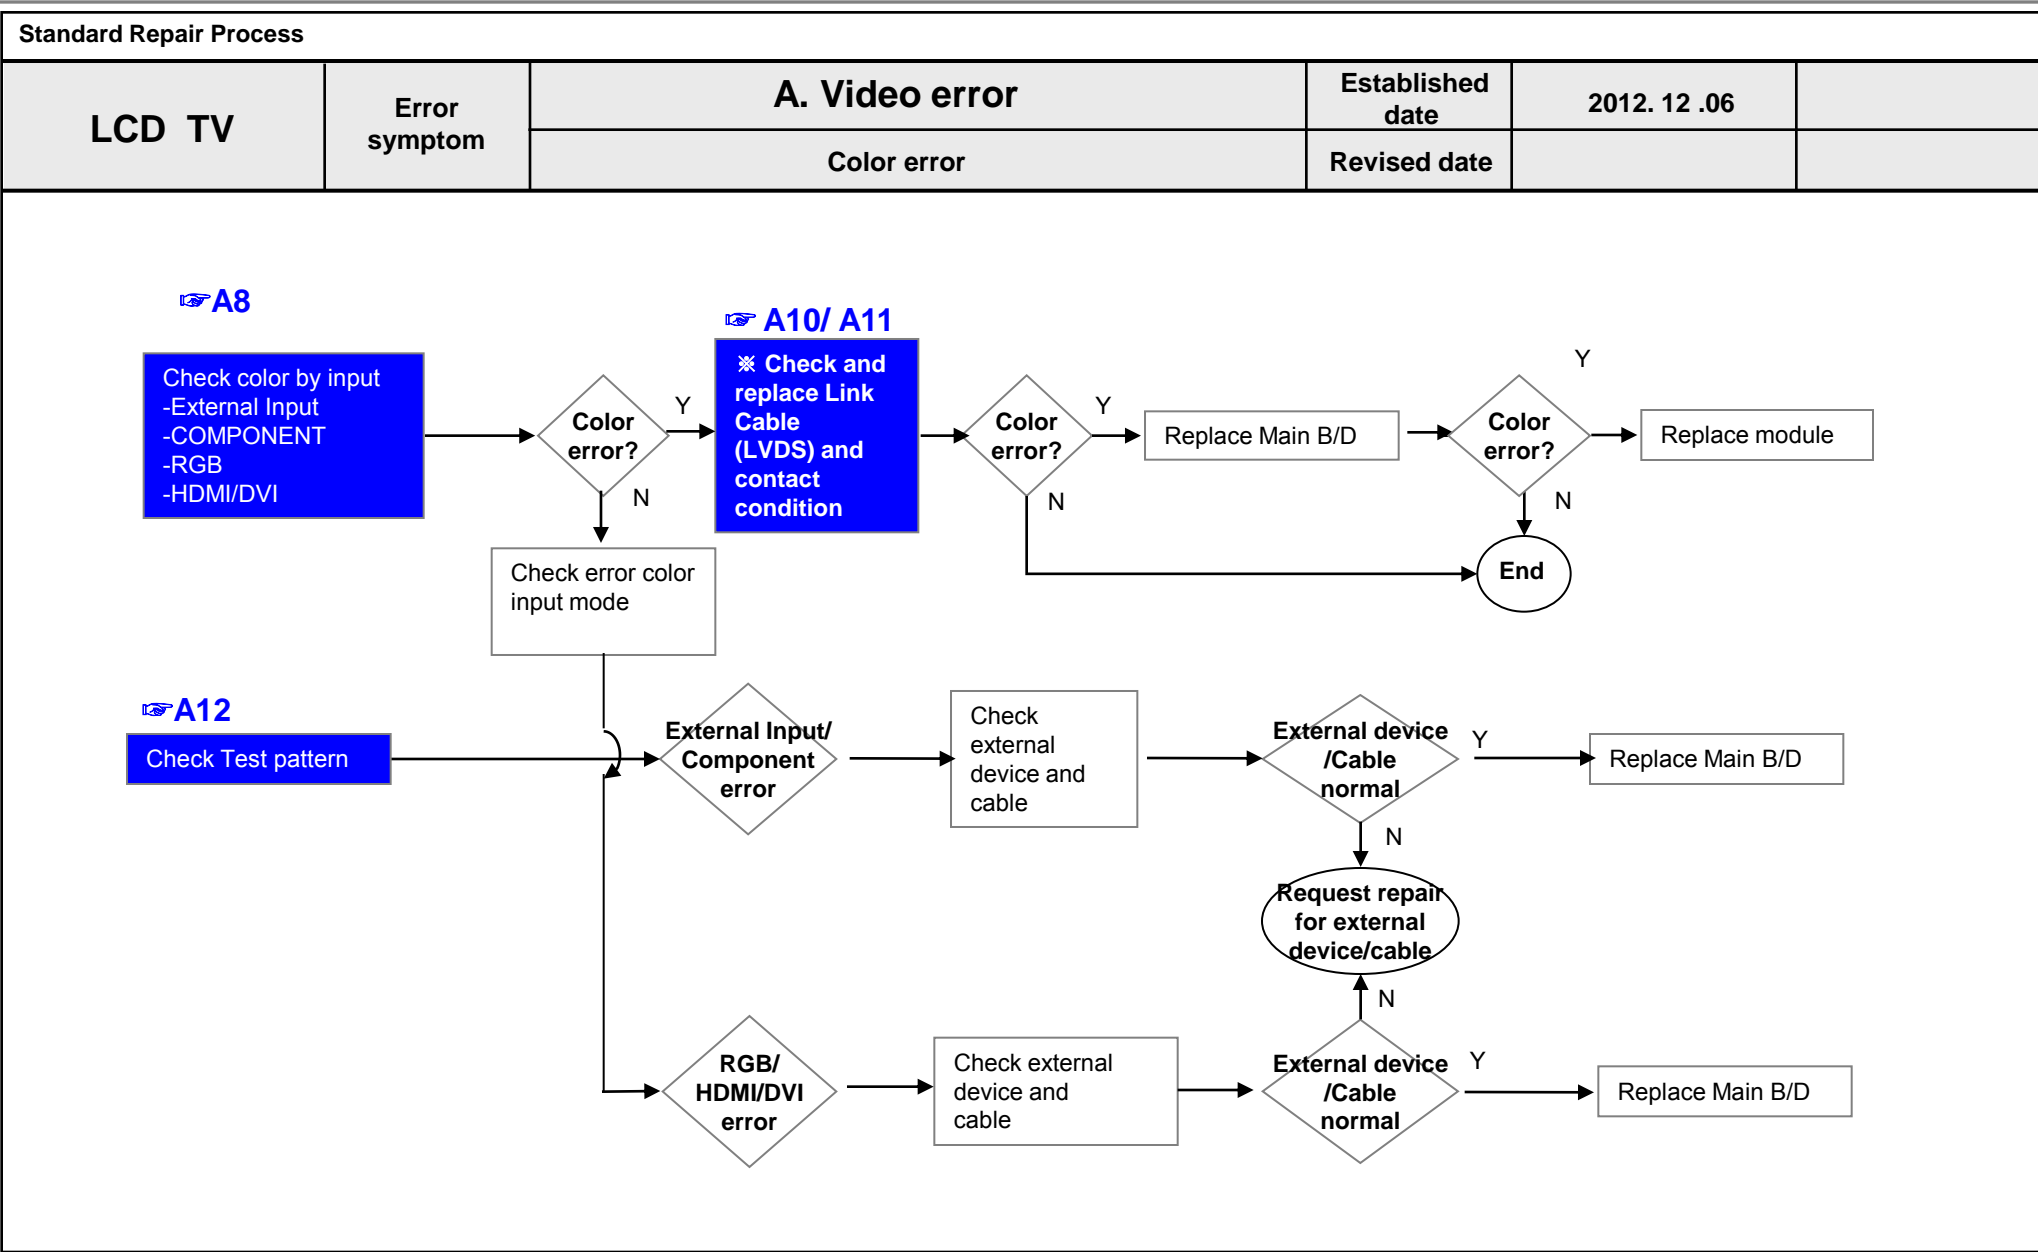 Standard Repair Process
LCD  TV
Error
symptom
A. Video error
Color error
Established
date
2012. 12 .06
Revised date
☞A8
Check color by input
-External Input
-COMPONENT
-RGB
-HDMI/DVI
Color
error?
Y
N
☞ A10/ A11
※ Check and
replace Link
Cable
(LVDS) and
contact
condition
Color
error?
Y
N
Replace Main B/D
Color
error?
Y
N
Replace module
End
Check error color
input mode
☞A12
Check Test pattern
External Input/
Component
error
Check
external
device and
cable
External device
/Cable
normal
Y
N
Replace Main B/D
Request repair
for external
device/cable
N
RGB/
HDMI/DVI
error
Check external
device and
cable
External device
/Cable
normal
Y
Replace Main B/D